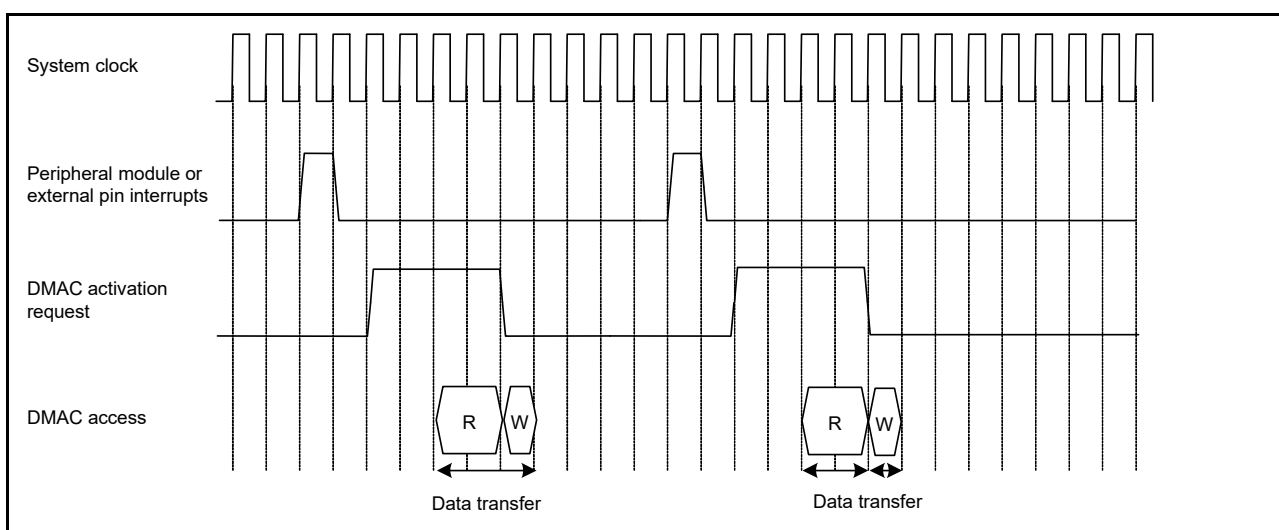 System clock
Peripheral module or
external pin interrupts
DMAC activation
request
DMAC access
R
W
R
W
Data transfer
Data transfer